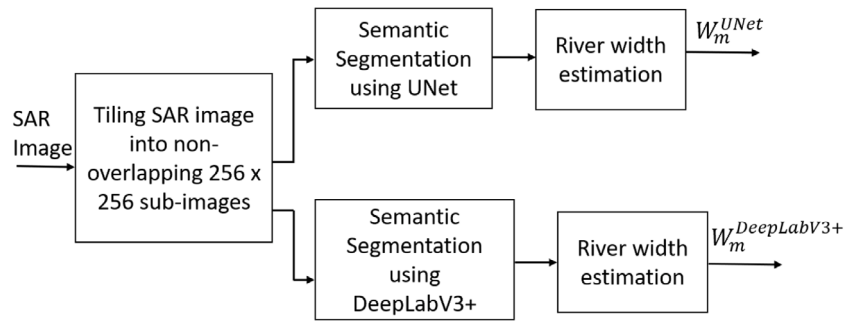 SAR
Image
Tiling SAR image
into non-
overlapping 256 x
256 sub-images
Semantic
Segmentation
using UNet
River width
estimation
W_m^{UNet}
Semantic
Segmentation
using
DeepLabV3+
River width
estimation
W_m^{DeepLabV3+}